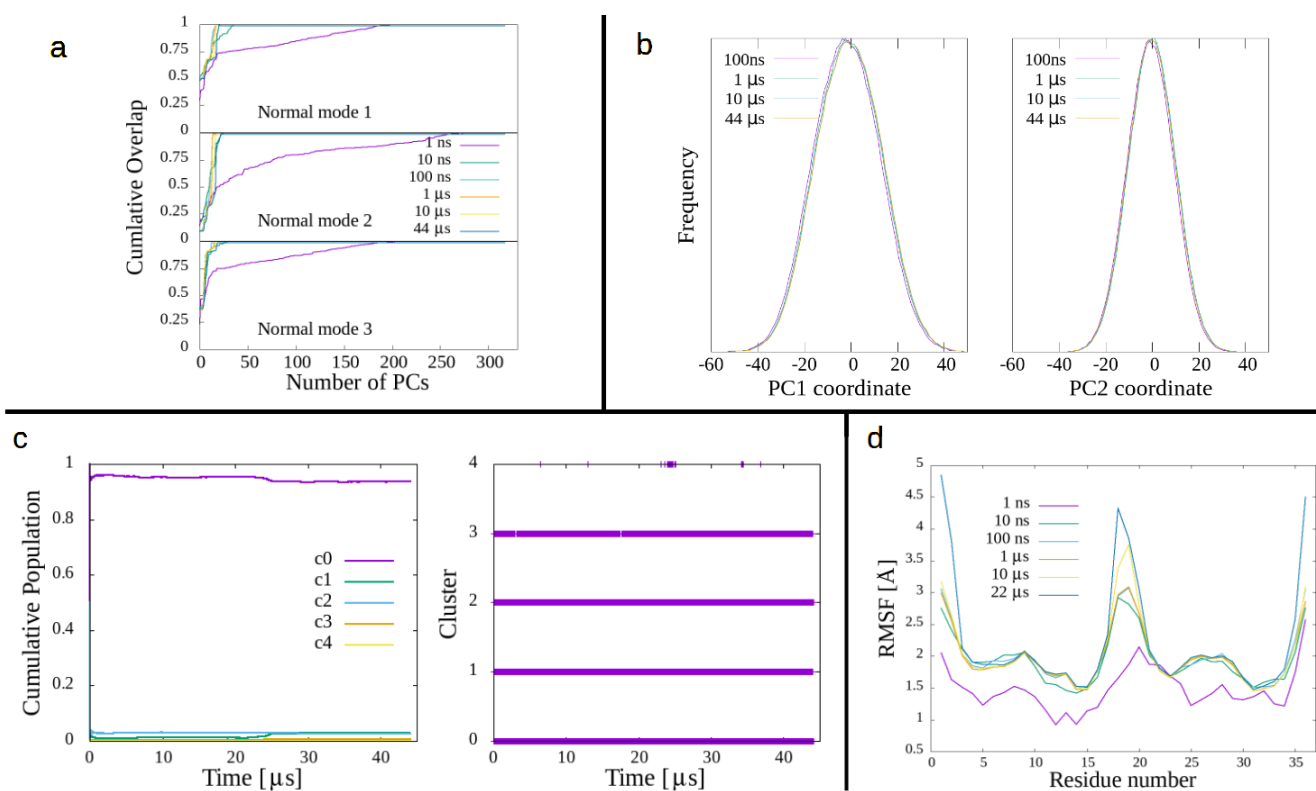 a
1
0.75
0.5
0.25
0
Normal mode 1
0.75
0.5
0.25
0
Normal mode 2
1 ns
10 ns
100 ns
1 μs
10 μs
44 μs
0.75
0.5
0.25
0
Normal mode 3
Cumlative Overlap
0 50 100 150 200 250 300
Number of PCs
b
100ns
1 μs
10 μs
44 μs
Frequency
-60 -40 -20 0 20 40
PC1 coordinate
100ns
1 μs
10 μs
44 μs
-60 -40 -20 0 20 40
PC2 coordinate
c
1
0.8
0.6
0.4
0.2
0
Cumulative Population
c0
c1
c2
c3
c4
0 10 20 30 40
Time [μs]
4
3
2
1
0
Cluster
0 10 20 30 40
Time [μs]
d
5
4.5
4
3.5
3
2.5
2
1.5
1
0.5
RMSF [Å]
1 ns
10 ns
100 ns
1 μs
10 μs
22 μs
0 5 10 15 20 25 30 35
Residue number